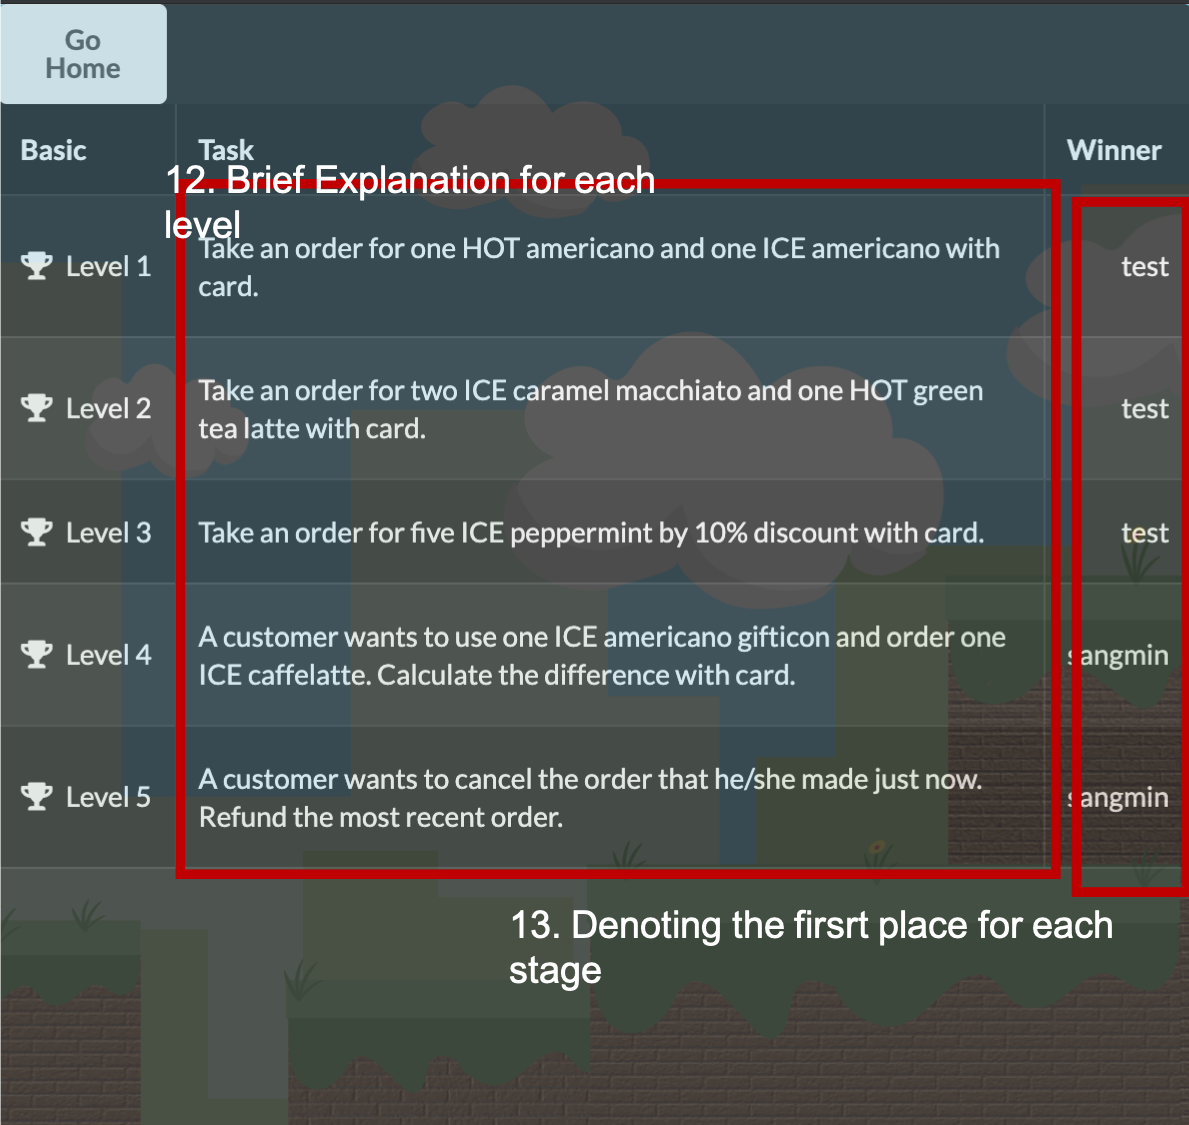 Go
Home
Basic
Task
Winner
12. Brief Explanation for each
level
Level 1
Take an order for one HOT americano and one ICE americano with
card.
test
Level 2
Take an order for two ICE caramel macchiato and one HOT green
tea latte with card.
test
Level 3
Take an order for five ICE peppermint by 10% discount with card.
test
Level 4
A customer wants to use one ICE americano gifticon and order one
ICE caffelatte. Calculate the difference with card.
sangmin
Level 5
A customer wants to cancel the order that he/she made just now.
Refund the most recent order.
sangmin
13. Denoting the firsrt place for each
stage